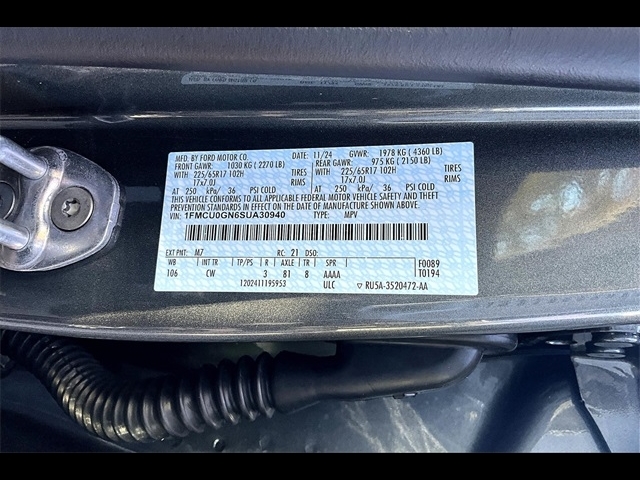 MFD. BY FORD MOTOR CO.
DATE: 11/24 GVWR: 1978 KG ( 4360 LB)
FRONT GAWR: 1030 KG ( 2270 LB)
REAR GAWR: 975 KG ( 2150 LB)
225/65R17 102H TIRES 225/65R17 102H TIRES
17x7.0J RIMS 17x7.0J RIMS
AT 250 kPa/ 36 PSI COLD AT 250 kPa/ 36 PSI COLD
THIS VEHICLE CONFORMS TO ALL APPLICABLE FEDERAL MOTOR VEHICLE SAFETY AND
THEFT PREVENTION STANDARDS IN EFFECT ON THE DATE OF MANUFACTURE SHOWN ABOVE.
VIN: 1FMCU0GN6SUA30940 TYPE: MPV
EXT PNT: M7 RC: 21 DSO:
WB INT TR TP/PS R AXLE TR SPR F0089
106 CW 3 81 8 AAAA T0194
1202411195953 ULC ▽ RU5A-3520472-AA